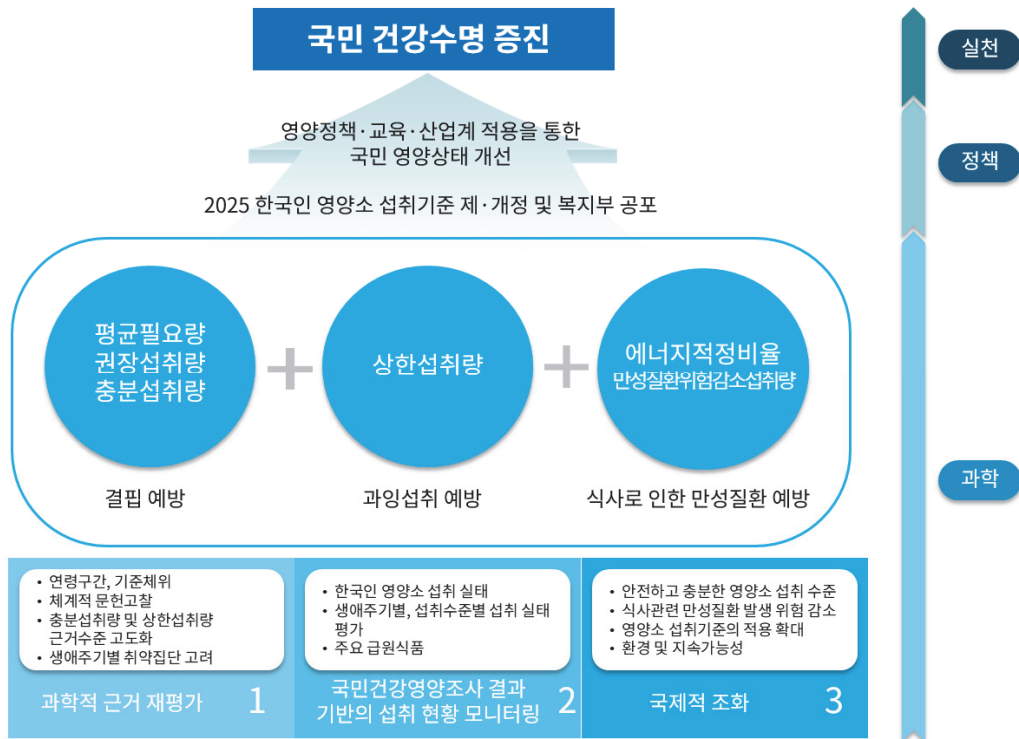 국민 건강수명 증진
영양정책·교육·산업계 적용을 통한
국민 영양상태 개선
2025 한국인 영양소 섭취기준 제·개정 및 복지부 공포
평균필요량
권장섭취량
충분섭취량
+
상한섭취량
+
에너지적정비율
만성질환위험감소섭취량
결핍 예방
과잉섭취 예방
식사로 인한 만성질환 예방
• 연령구간, 기준체위
• 체계적 문헌고찰
• 충분섭취량 및 상한섭취량
근거수준 고도화
• 생애주기별 취약집단 고려
과학적 근거 재평가 1
• 한국인 영양소 섭취 실태
• 생애주기별, 섭취수준별 섭취 실태
평가
• 주요 급원식품
국민건강영양조사 결과
기반의 섭취 현황 모니터링 2
• 안전하고 충분한 영양소 섭취 수준
• 식사관련 만성질환 발생 위험 감소
• 영양소 섭취기준의 적용 확대
• 환경 및 지속가능성
국제적 조화 3
실천
정책
과학